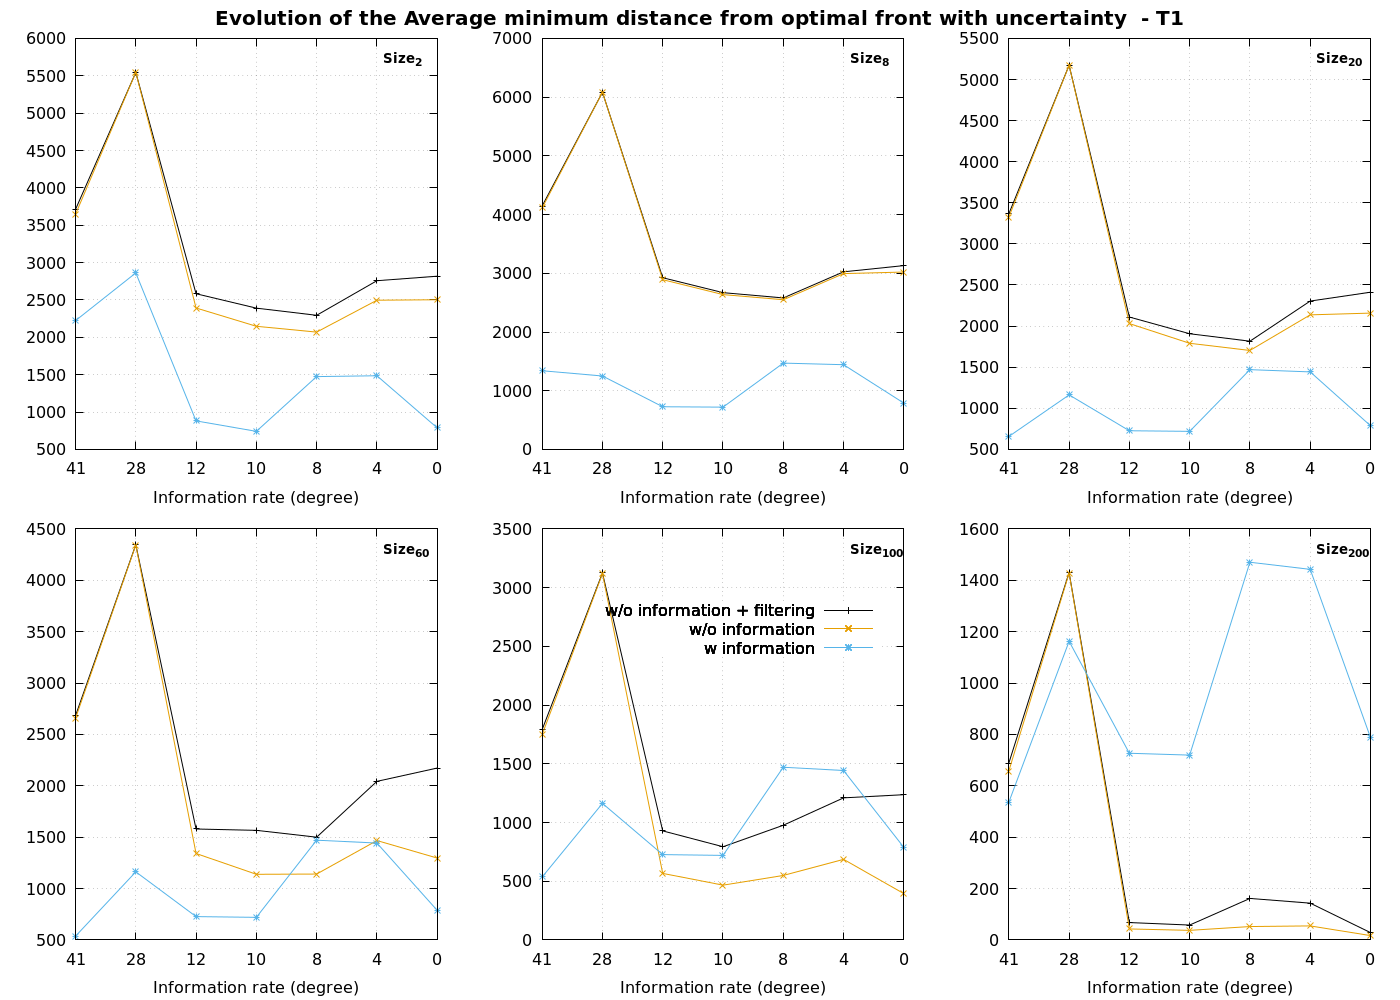 Evolution of the Average minimum distance from optimal front with uncertainty - T1
6000
5500
5000
4500
4000
3500
3000
2500
2000
1500
1000
500
Size2
41 28 12 10 8 4 0
Information rate (degree)
7000
6000
5000
4000
3000
2000
1000
0
Size8
41 28 12 10 8 4 0
Information rate (degree)
5500
5000
4500
4000
3500
3000
2500
2000
1500
1000
500
Size20
41 28 12 10 8 4 0
Information rate (degree)
4500
4000
3500
3000
2500
2000
1500
1000
500
Size60
41 28 12 10 8 4 0
Information rate (degree)
3500
3000
2500
2000
1500
1000
500
0
Size100
w/o information + filtering
w/o information
w information
41 28 12 10 8 4 0
Information rate (degree)
1600
1400
1200
1000
800
600
400
200
0
Size200
41 28 12 10 8 4 0
Information rate (degree)